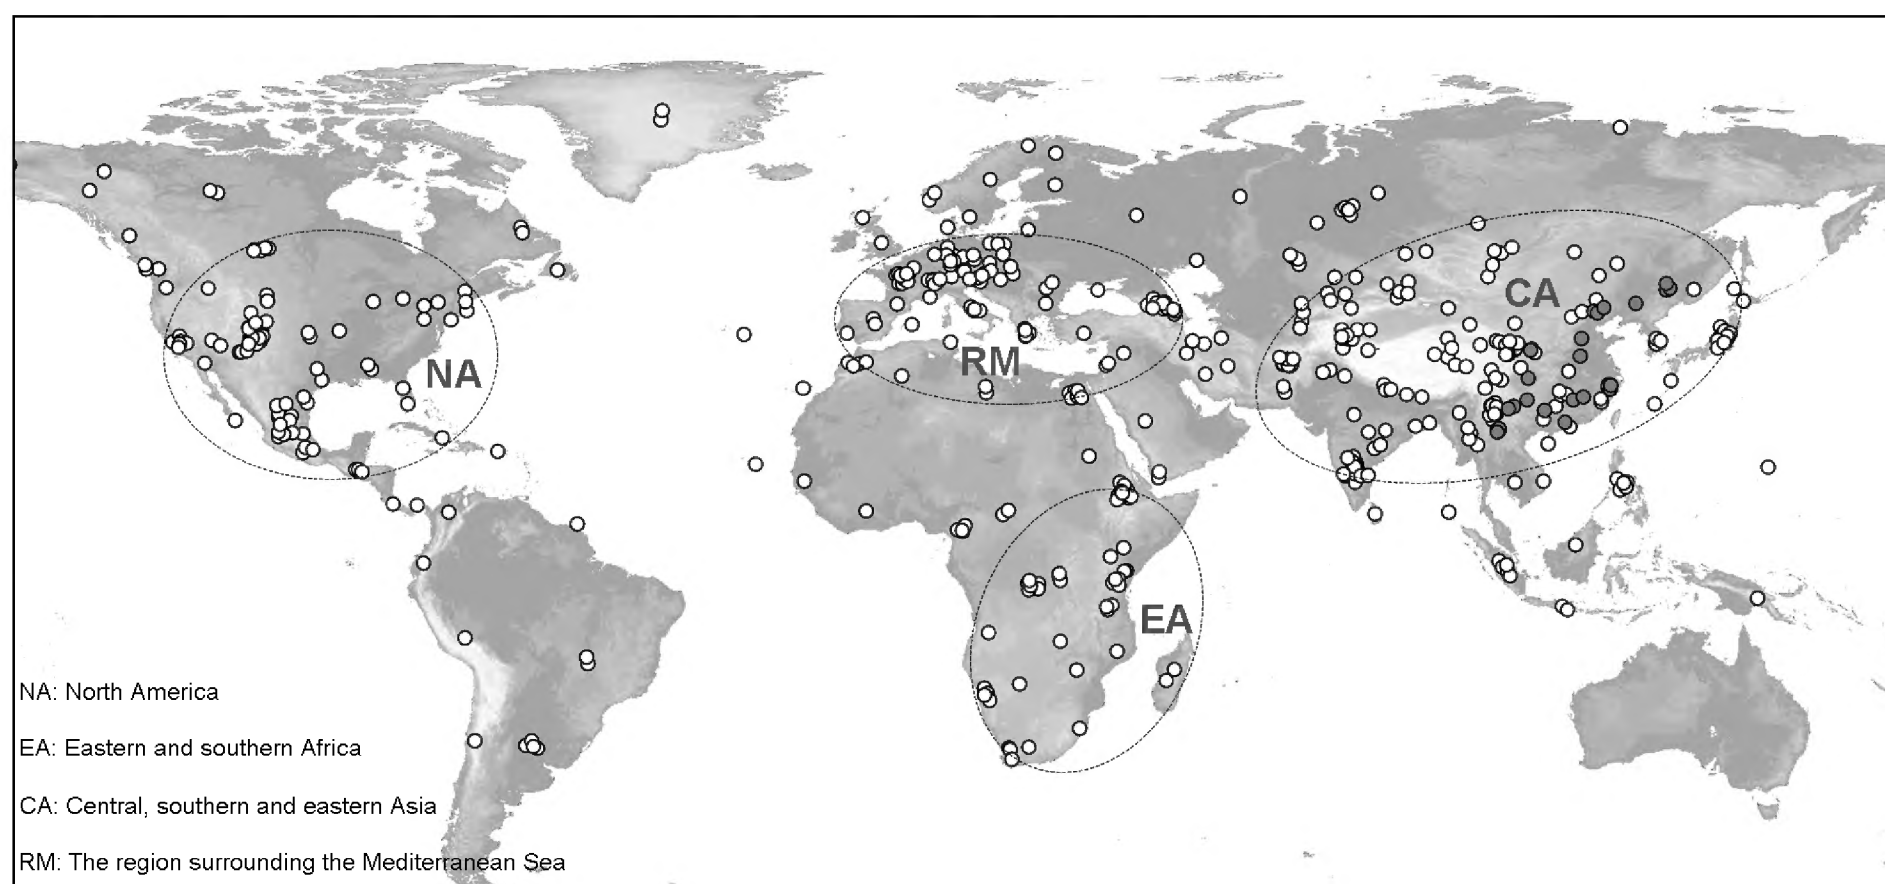 CA
RM
NA
EA
NA: North America
EA: Eastern and southern Africa
CA: Central, southern and eastern Asia
RM: The region surrounding the Mediterranean Sea